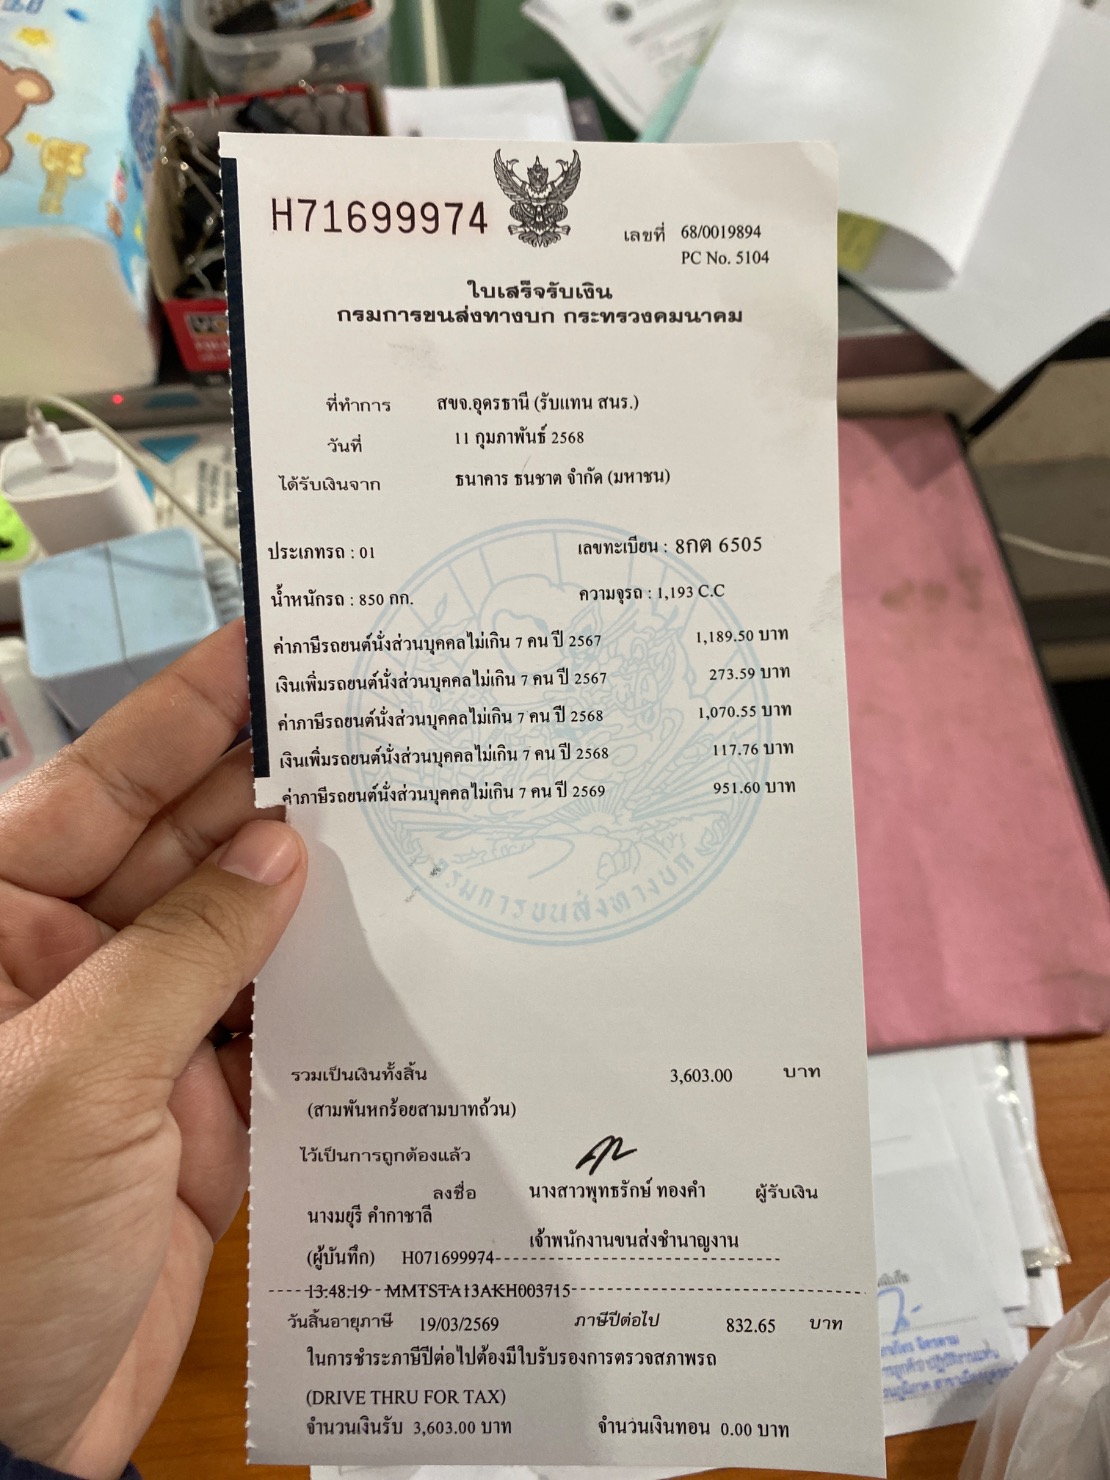 H71699974
เลขที่ 68/0019894
PC No. 5104
ใบเสร็จรับเงิน
กรมการขนส่งทางบก กระทรวงคมนาคม
ที่ทำการ สขจ.อุดรธานี (รับแทน สนร.)
วันที่ 11 กุมภาพันธ์ 2568
ได้รับเงินจาก ธนาคาร ธนชาต จำกัด (มหาชน)
ประเภทรถ : 01 เลขทะเบียน : 8กต 6505
น้ำหนักรถ : 850 กก. ความจุรถ : 1,193 C.C
ค่าภาษีรถยนต์นั่งส่วนบุคคลไม่เกิน 7 คน ปี 2567 1,189.50 บาท
เงินเพิ่มรถยนต์นั่งส่วนบุคคลไม่เกิน 7 คน ปี 2567 273.59 บาท
ค่าภาษีรถยนต์นั่งส่วนบุคคลไม่เกิน 7 คน ปี 2568 1,070.55 บาท
เงินเพิ่มรถยนต์นั่งส่วนบุคคลไม่เกิน 7 คน ปี 2568 117.76 บาท
ค่าภาษีรถยนต์นั่งส่วนบุคคลไม่เกิน 7 คน ปี 2569 951.60 บาท
กรมการขนส่งทางบก
รวมเป็นเงินทั้งสิ้น 3,603.00 บาท
(สามพันหกร้อยสามบาทถ้วน)
ไว้เป็นการถูกต้องแล้ว
ลงชื่อ นางสาวพุทธรักษ์ ทองคำ ผู้รับเงิน
นางมยุรี คำกาชาลี
เจ้าพนักงานขนส่งชำนาญงาน
(ผู้บันทึก) H071699974
13:48:19 MMTSTA13AKH003715
วันสิ้นอายุภาษี 19/03/2569 ภาษีปีต่อไป 832.65 บาท
ในการชำระภาษีปีต่อไปต้องมีใบรับรองการตรวจสภาพรถ
(DRIVE THRU FOR TAX)
จำนวนเงินรับ 3,603.00 บาท จำนวนเงินทอน 0.00 บาท